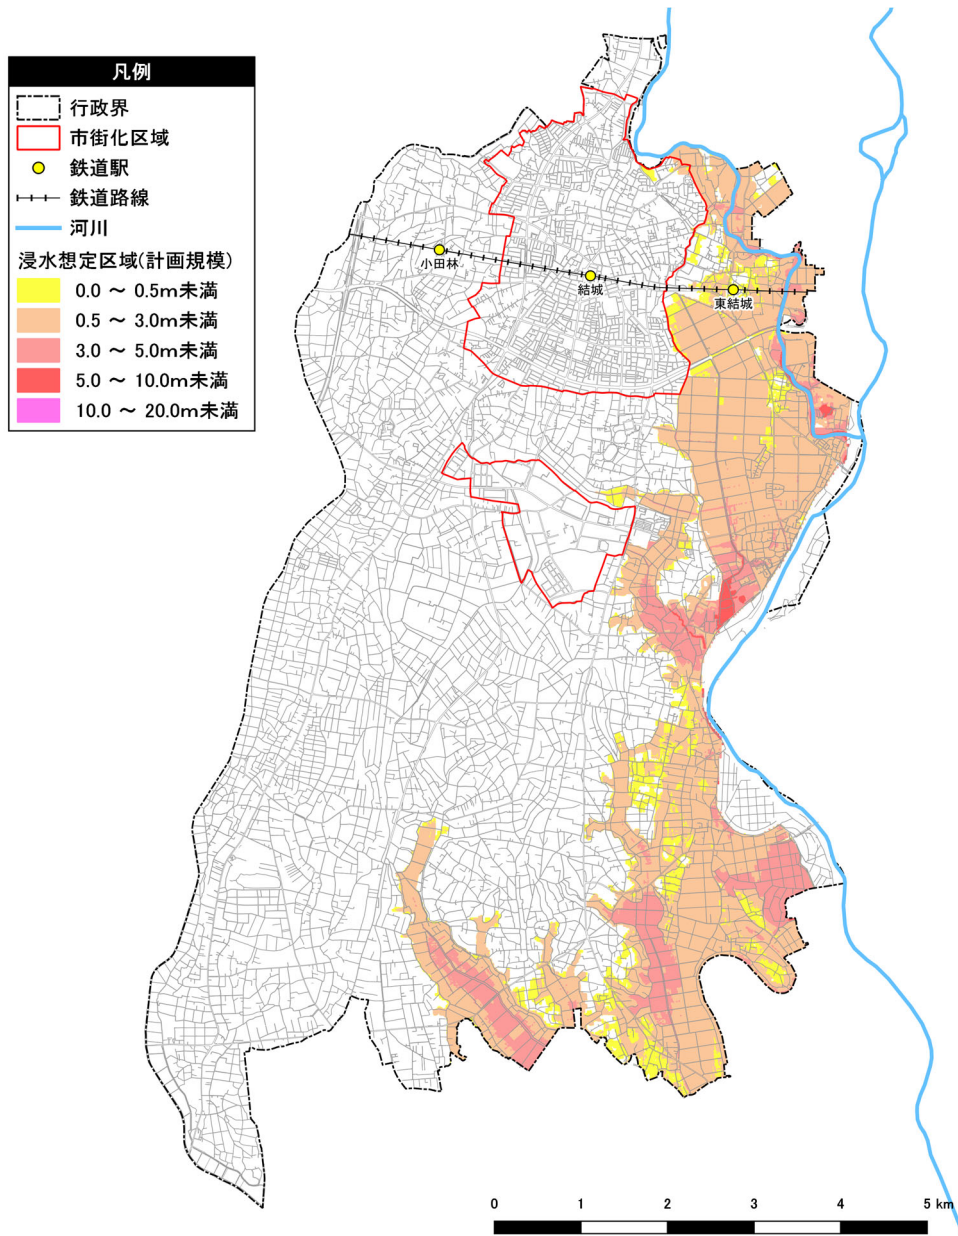 凡例
行政界
市街化区域
鉄道駅
鉄道路線
河川
浸水想定区域(計画規模)
0.0 ～ 0.5m未満
0.5 ～ 3.0m未満
3.0 ～ 5.0m未満
5.0 ～ 10.0m未満
10.0 ～ 20.0m未満
小田林
結城
東結城
0 1 2 3 4 5 km